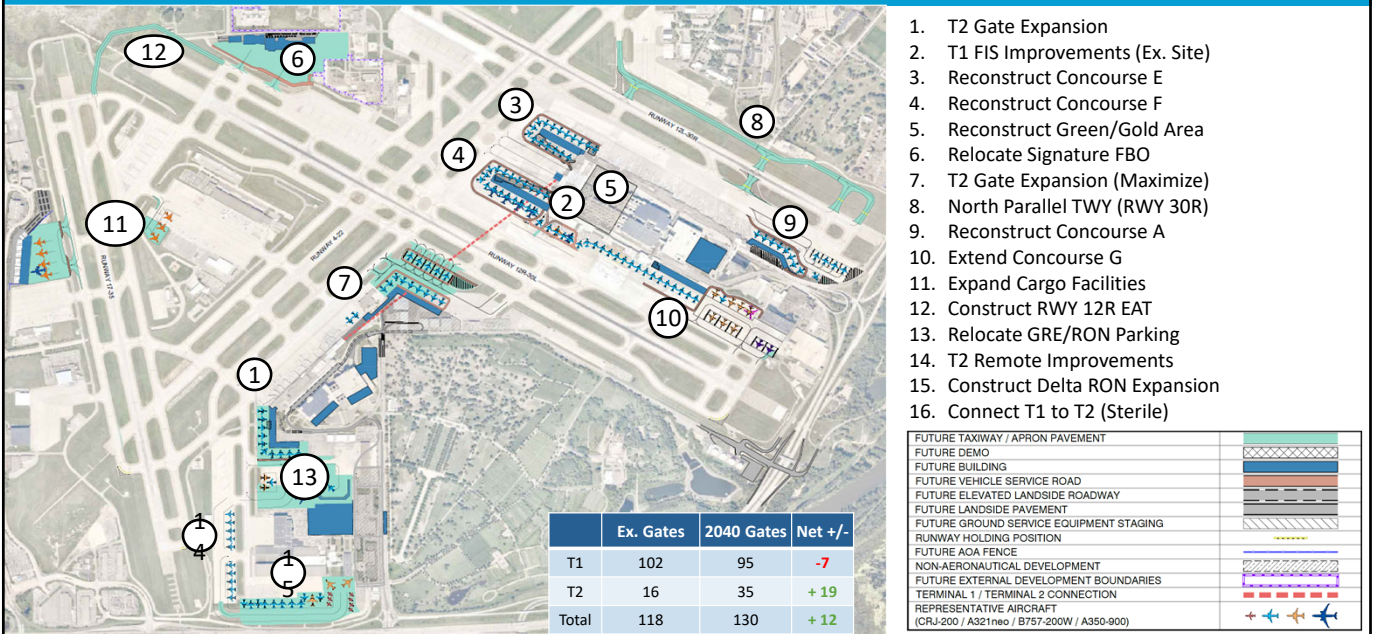 12
6
3
8
4
5
2
11
9
7
10
1
13
14
15
RUNWAY 12L-30R
RUNWAY 4-22
RUNWAY 12R-30L
RUNWAY 17-35
1. T2 Gate Expansion
2. T1 FIS Improvements (Ex. Site)
3. Reconstruct Concourse E
4. Reconstruct Concourse F
5. Reconstruct Green/Gold Area
6. Relocate Signature FBO
7. T2 Gate Expansion (Maximize)
8. North Parallel TWY (RWY 30R)
9. Reconstruct Concourse A
10. Extend Concourse G
11. Expand Cargo Facilities
12. Construct RWY 12R EAT
13. Relocate GRE/RON Parking
14. T2 Remote Improvements
15. Construct Delta RON Expansion
16. Connect T1 to T2 (Sterile)
Ex. Gates 2040 Gates Net +/-
T1 102 95 -7
T2 16 35 + 19
Total 118 130 + 12
FUTURE TAXIWAY / APRON PAVEMENT
FUTURE DEMO
FUTURE BUILDING
FUTURE VEHICLE SERVICE ROAD
FUTURE ELEVATED LANDSIDE ROADWAY
FUTURE LANDSIDE PAVEMENT
FUTURE GROUND SERVICE EQUIPMENT STAGING
RUNWAY HOLDING POSITION
FUTURE AOA FENCE
NON-AERONAUTICAL DEVELOPMENT
FUTURE EXTERNAL DEVELOPMENT BOUNDARIES
TERMINAL 1 / TERMINAL 2 CONNECTION
REPRESENTATIVE AIRCRAFT
(CRJ-200 / A321neo / B757-200W / A350-900)